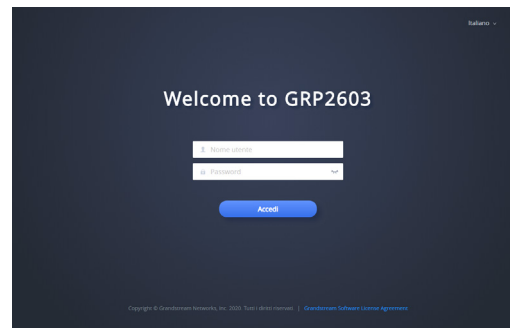 Italiano
Welcome to GRP2603
Nome utente
Password
Accedi
Copyright © Grandstream Networks, Inc. 2020. Tutti i diritti riservati. | Grandstream Software License Agreement